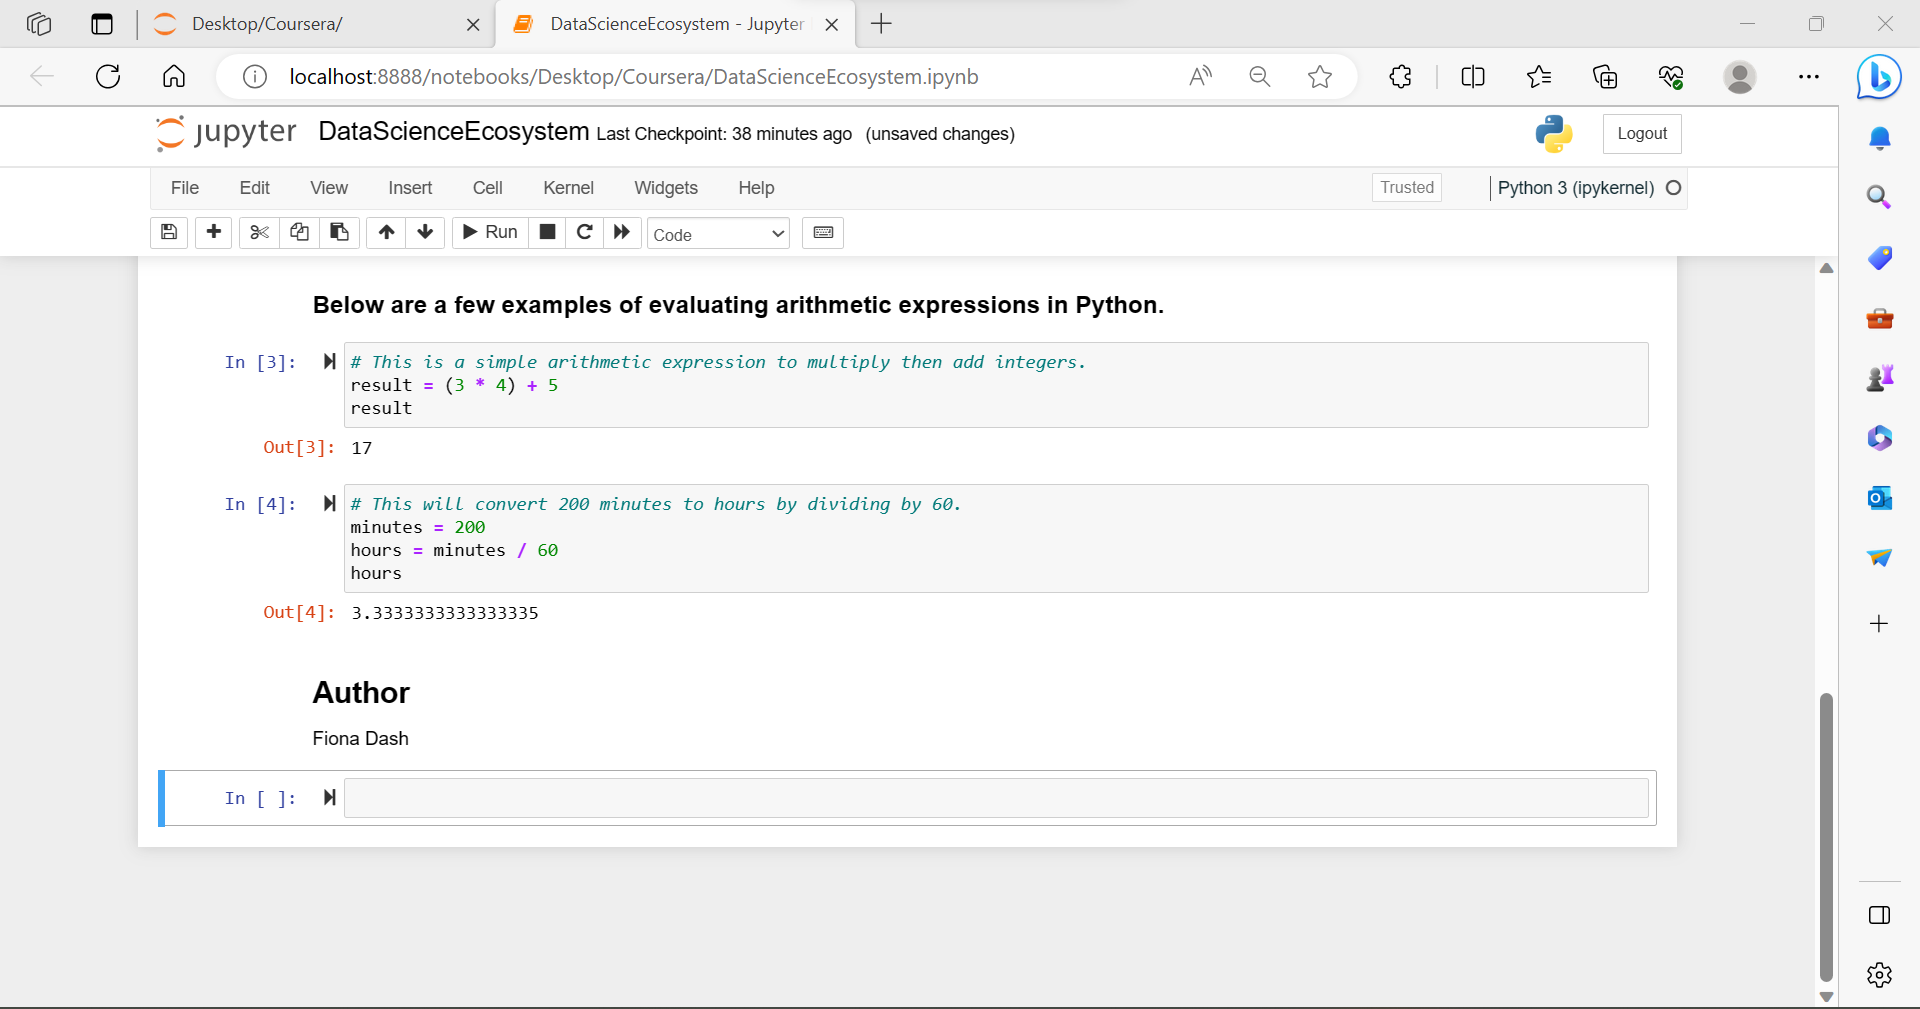 Desktop/Coursera/
DataScienceEcosystem - Jupyter
localhost:8888/notebooks/Desktop/Coursera/DataScienceEcosystem.ipynb
jupyter DataScienceEcosystem Last Checkpoint: 38 minutes ago (unsaved changes)
Logout
File Edit View Insert Cell Kernel Widgets Help
Trusted
Python 3 (ipykernel)
Run
Code
Below are a few examples of evaluating arithmetic expressions in Python.
In [3]:
# This is a simple arithmetic expression to multiply then add integers.
result = (3 * 4) + 5
result
Out[3]: 17
In [4]:
# This will convert 200 minutes to hours by dividing by 60.
minutes = 200
hours = minutes / 60
hours
Out[4]: 3.3333333333333335
Author
Fiona Dash
In [ ]: